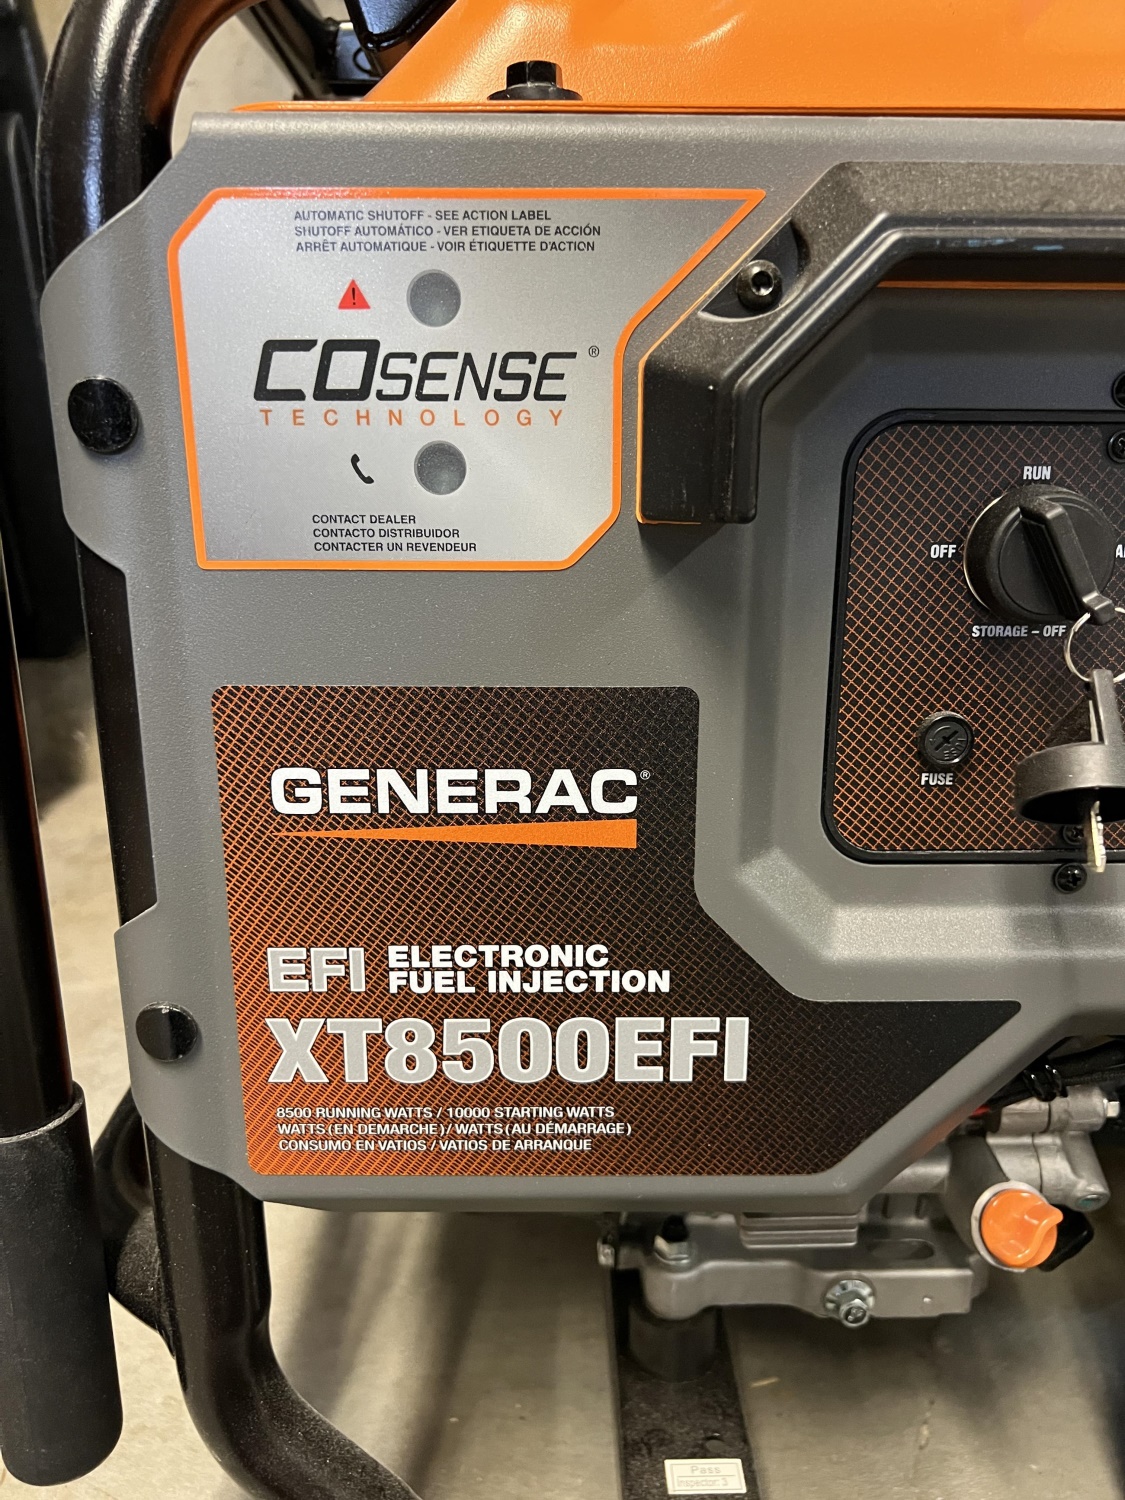 AUTOMATIC SHUTOFF - SEE ACTION LABEL
SHUTOFF AUTOMÁTICO - VER ETIQUETA DE ACCIÓN
ARRÊT AUTOMATIQUE - VOIR ÉTIQUETTE D'ACTION
COSENSE®
TECHNOLOGY
CONTACT DEALER
CONTACTO DISTRIBUIDOR
CONTACTER UN REVENDEUR
RUN
OFF
STORAGE - OFF
FUSE
GENERAC®
EFI ELECTRONIC
FUEL INJECTION
XT8500EFI
8500 RUNNING WATTS / 10000 STARTING WATTS
WATTS (EN DEMARCHE) / WATTS (AU DÉMARRAGE)
CONSUMO EN VATIOS / VATIOS DE ARRANQUE
Pass
Inspector: 3